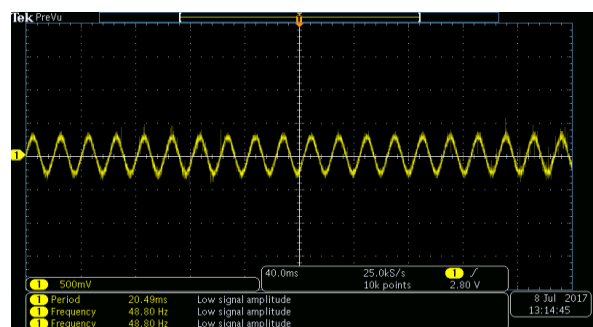 Tek PreVu
T
1
1 500mV
40.0ms 25.0kS/s 1
10k points 2.80 V
1 Period 20.49ms Low signal amplitude
1 Frequency 48.80 Hz Low signal amplitude
1 Frequency 48.80 Hz Low signal amplitude
8 Jul 2017
13:14:45